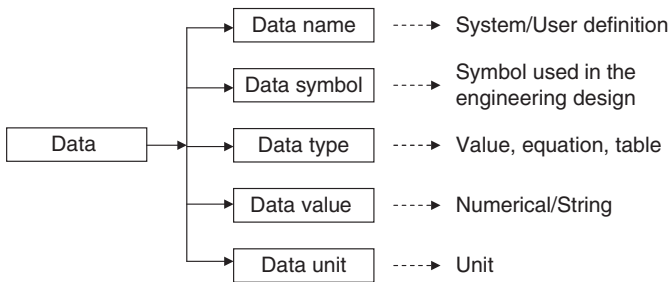 Data name
System/User definition
Data symbol
Symbol used in the
engineering design
Data
Data type
Value, equation, table
Data value
Numerical/String
Data unit
Unit